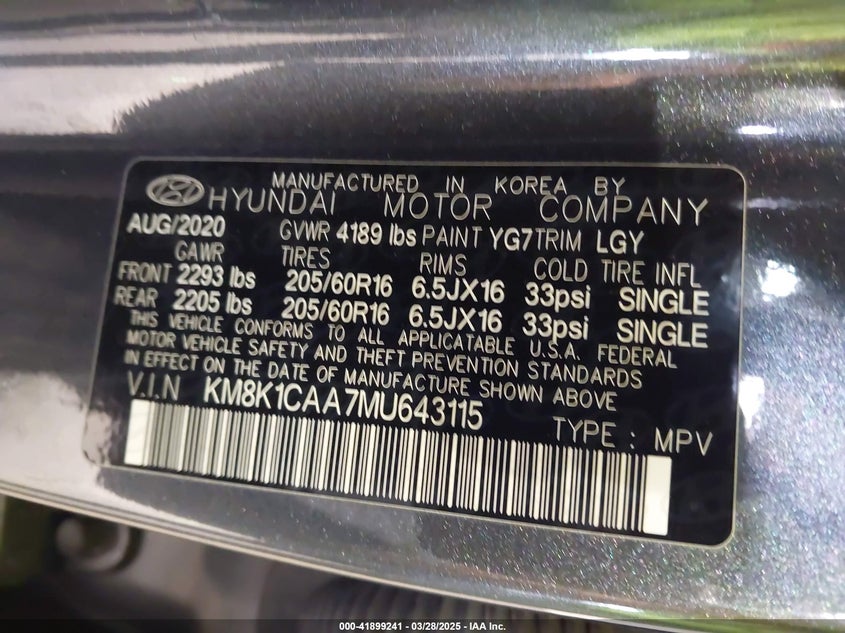 MANUFACTURED IN KOREA BY
HYUNDAI MOTOR COMPANY
AUG/2020 GVWR 4189 lbs PAINT YG7 TRIM LGY
GAWR TIRES RIMS COLD TIRE INFL
FRONT 2293 lbs 205/60R16 6.5JX16 33psi SINGLE
REAR 2205 lbs 205/60R16 6.5JX16 33psi SINGLE
THIS VEHICLE CONFORMS TO ALL APPLICATABLE U.S.A. FEDERAL
MOTOR VEHICLE SAFETY AND THEFT PREVENTION STANDARDS
IN EFFECT ON THE DATE OF MANUFACTURE SHOWN ABOVE
V.I.N KM8K1CAA7MU643115
TYPE : MPV
000-41899241 - 03/28/2025 - IAA Inc.